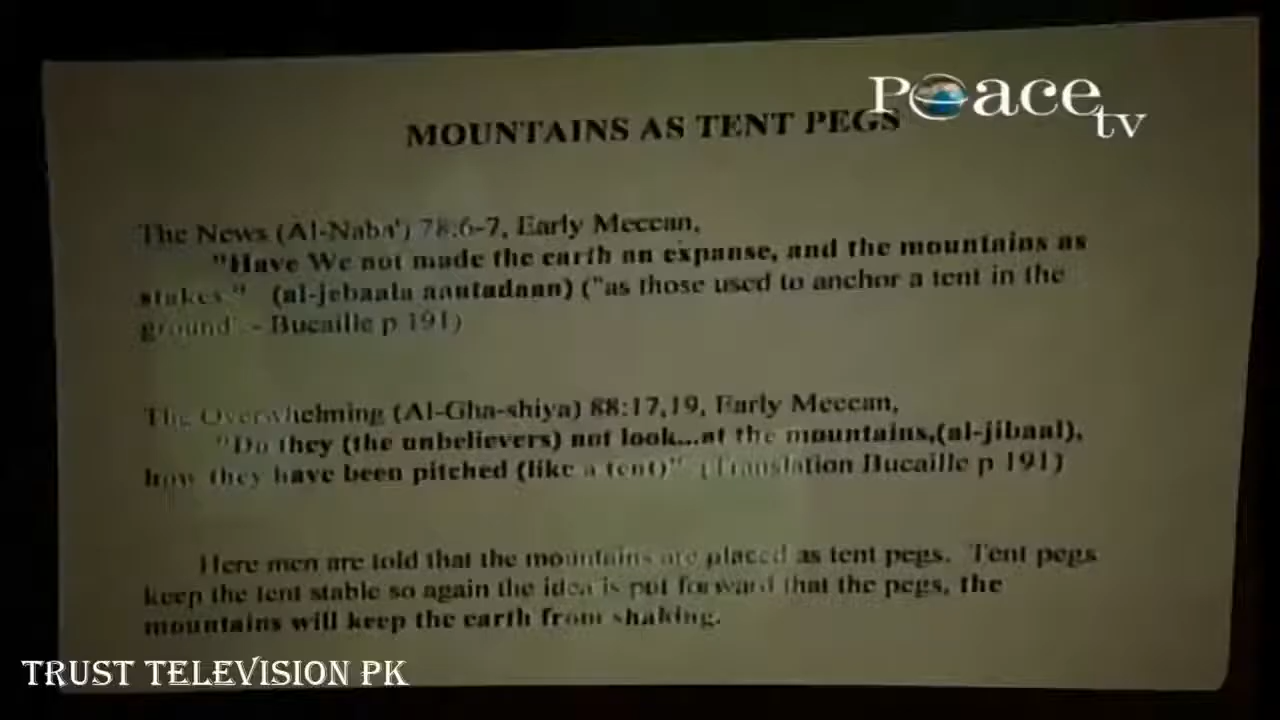 Peace tv
MOUNTAINS AS TENT PEGS
The News (Al-Naba') 78:6-7, Early Meccan,
"Have We not made the earth an expanse, and the mountains as
stakes." (al-jebaala aautadaan) ("as those used to anchor a tent in the
ground". - Bucaille p 191)
The Overwhelming (Al-Gha-shiya) 88:17,19, Early Meccan,
"Do they (the unbelievers) not look...at the mountains,(al-jibaal),
how they have been pitched (like a tent)" (Translation Bucaille p 191)
Here men are told that the mountains are placed as tent pegs. Tent pegs
keep the tent stable so again the idea is put forward that the pegs, the
mountains will keep the earth from shaking.
TRUST TELEVISION PK